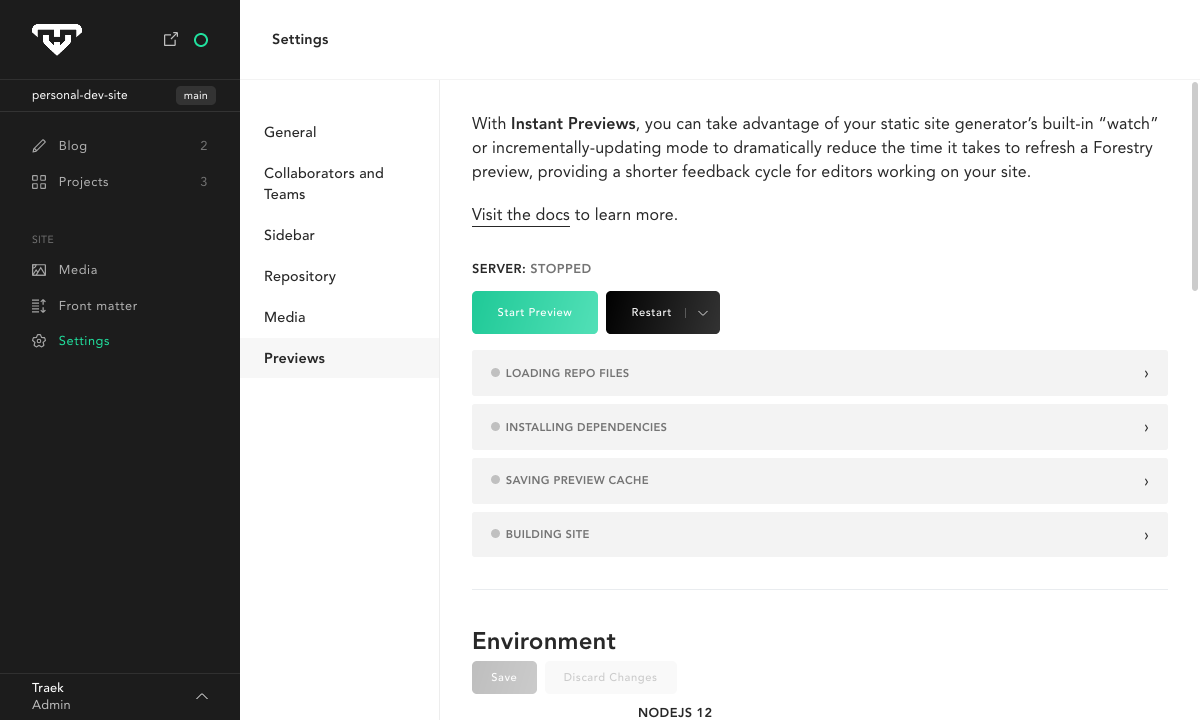 Settings
personal-dev-site
main
Blog
2
Projects
3
SITE
Media
Front matter
Settings
Traek
Admin
General
Collaborators and
Teams
Sidebar
Repository
Media
Previews
With Instant Previews, you can take advantage of your static site generator’s built-in “watch”
or incrementally-updating mode to dramatically reduce the time it takes to refresh a Forestry
preview, providing a shorter feedback cycle for editors working on your site.
Visit the docs to learn more.
SERVER: STOPPED
Start Preview
Restart
LOADING REPO FILES
INSTALLING DEPENDENCIES
SAVING PREVIEW CACHE
BUILDING SITE
Environment
Save
Discard Changes
NODEJS 12